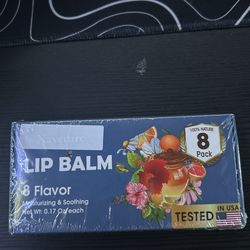 100% NATURE
8
Pack
LIP BALM
8 Flavor
Moisturizing & Soothing
Net Wt: 0.17 Oz/each
TESTED
IN USA